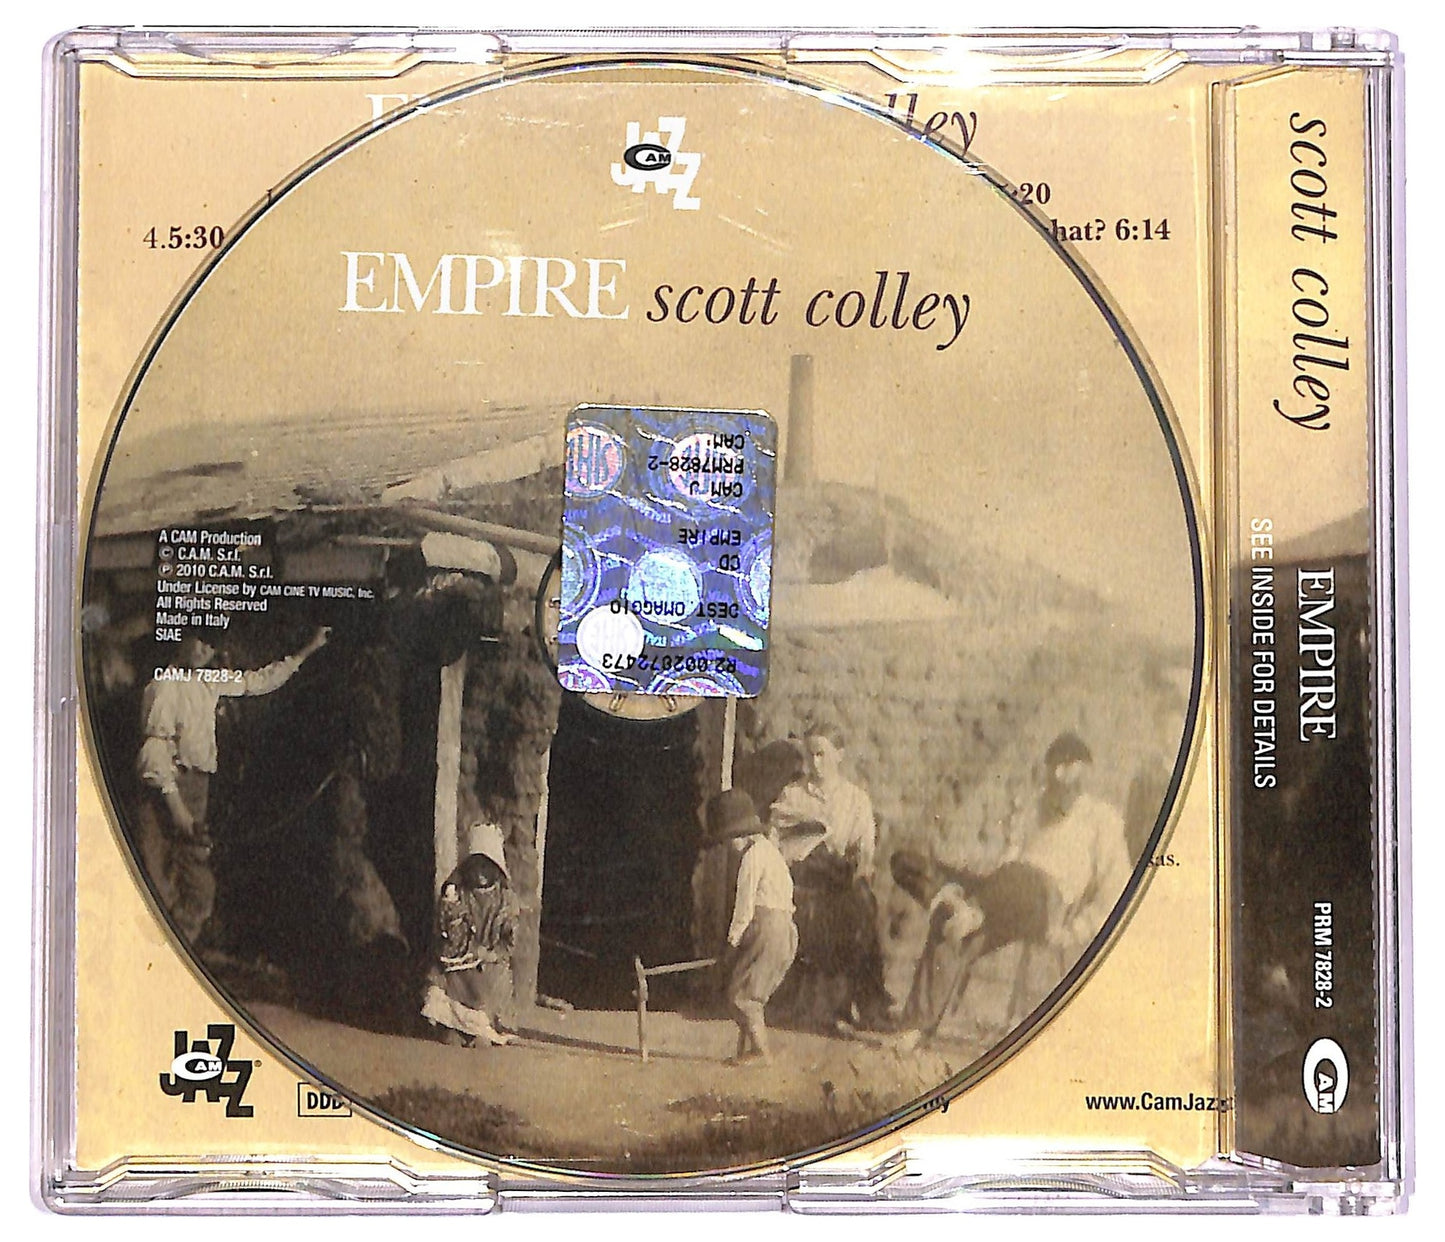 lley
:20
4.5:30
hat? 6:14
JAZZ
CAM
EMPIRE scott colley
A CAM Production
© C.A.M. S.r.l.
℗ 2010 C.A.M. S.r.l.
Under License by CAM CINE TV MUSIC, Inc.
All Rights Reserved
Made in Italy
SIAE
CAMJ 7828-2
R2 002072473
DEST OMAGGIO
CD
EMPIRE
CAM J
PRM7828-2
CAM
sas.
JAZZ
CAM
®
DDD
www.CamJazz
scott colley
EMPIRE
SEE INSIDE FOR DETAILS
PRM 7828-2
CAM